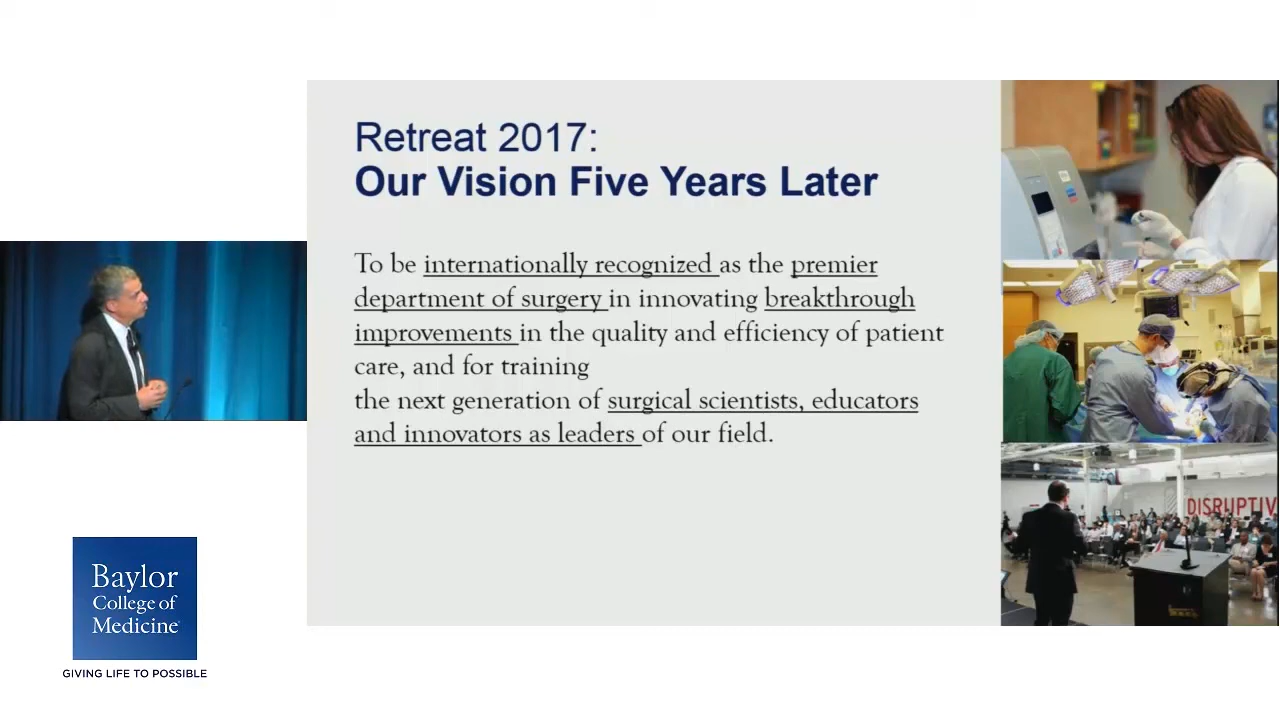 Retreat 2017:
Our Vision Five Years Later
To be internationally recognized as the premier
department of surgery in innovating breakthrough
improvements in the quality and efficiency of patient
care, and for training
the next generation of surgical scientists, educators
and innovators as leaders of our field.
DISRUPTIV
Baylor
College of
Medicine
GIVING LIFE TO POSSIBLE